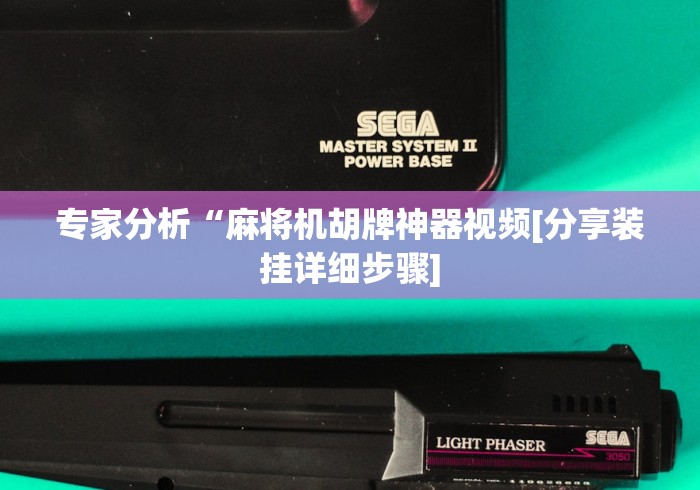 SEGA
MASTER SYSTEM II
POWER BASE
专家分析“麻将机胡牌神器视频[分享装
挂详细步骤]
LIGHT PHASER
SEGA
3050